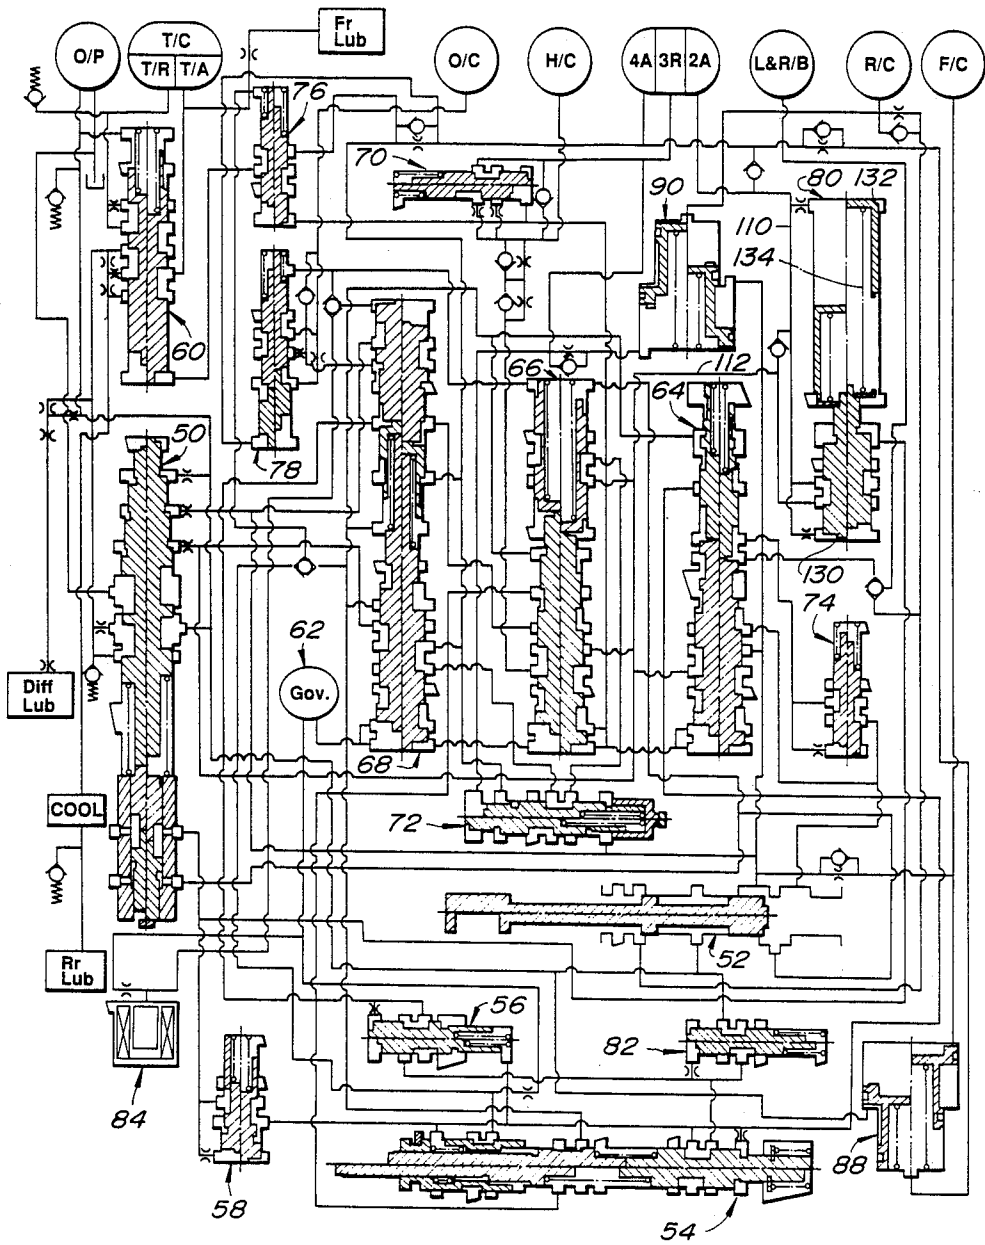 Fr
Lub
O/P
T/C
T/R T/A
O/C
H/C
4A 3R 2A
L&R/B
R/C
F/C
76
70
90
80
132
110
134
60
66
112
64
50
78
130
62
74
Diff
Lub
Gov.
68
COOL
72
Rr
Lub
52
56
82
84
58
88
54